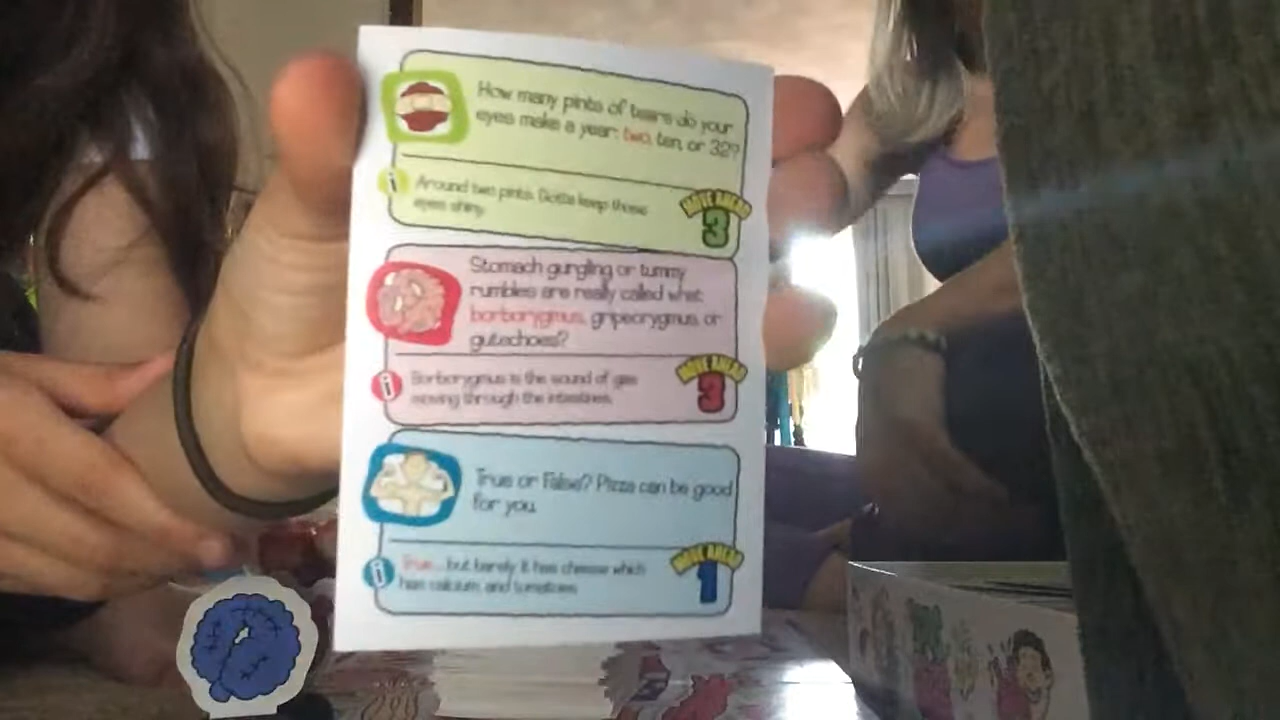 How many pints of tears do your
eyes make a year: two, ten, or 32?
Around two pints. Gotta keep those
eyes shiny.
MOVE AHEAD
3
Stomach gurgling or tummy
rumbles are really called what:
borborygmus, gripeorygmus, or
gutechoes?
i
Borborygmus is the sound of gas
moving through the intestines.
MOVE AHEAD
3
True or False? Pizza can be good
for you.
i
True... but barely. It has cheese which
has calcium, and tomatoes.
MOVE AHEAD
1